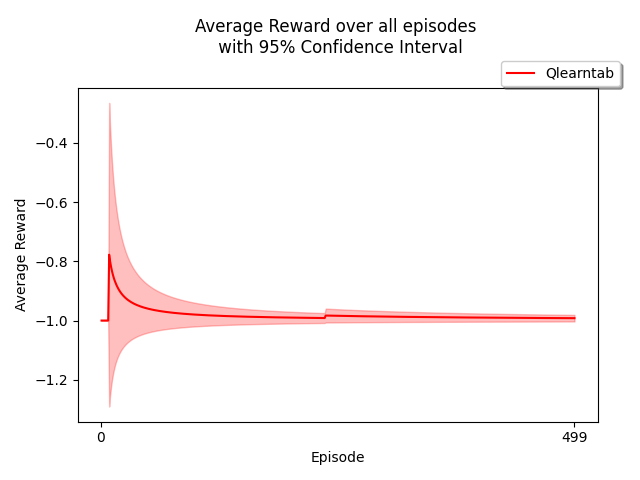 Average Reward over all episodes
with 95% Confidence Interval
Qlearntab
−0.4
−0.6
−0.8
−1.0
−1.2
Average Reward
0
499
Episode